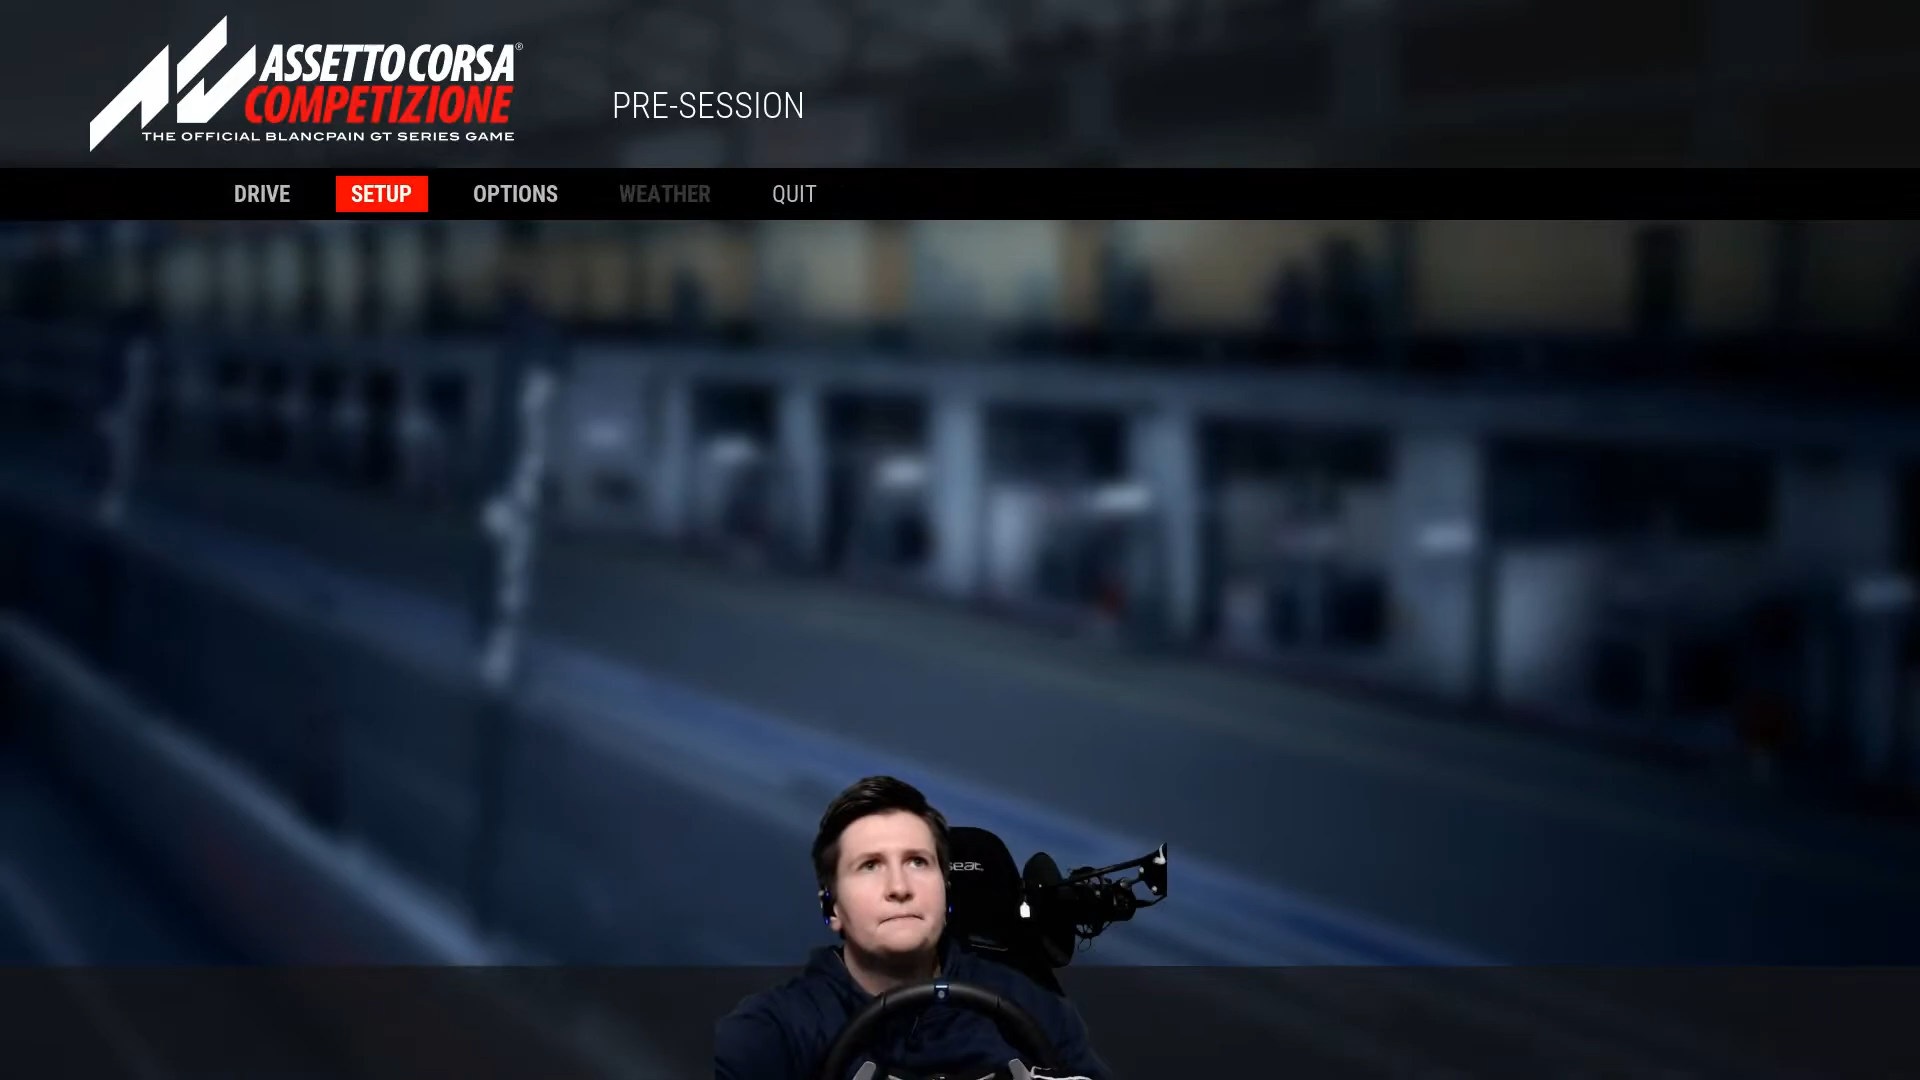 ASSETTO CORSA®
COMPETIZIONE
THE OFFICIAL BLANCPAIN GT SERIES GAME
PRE-SESSION
DRIVE SETUP OPTIONS WEATHER QUIT
seat